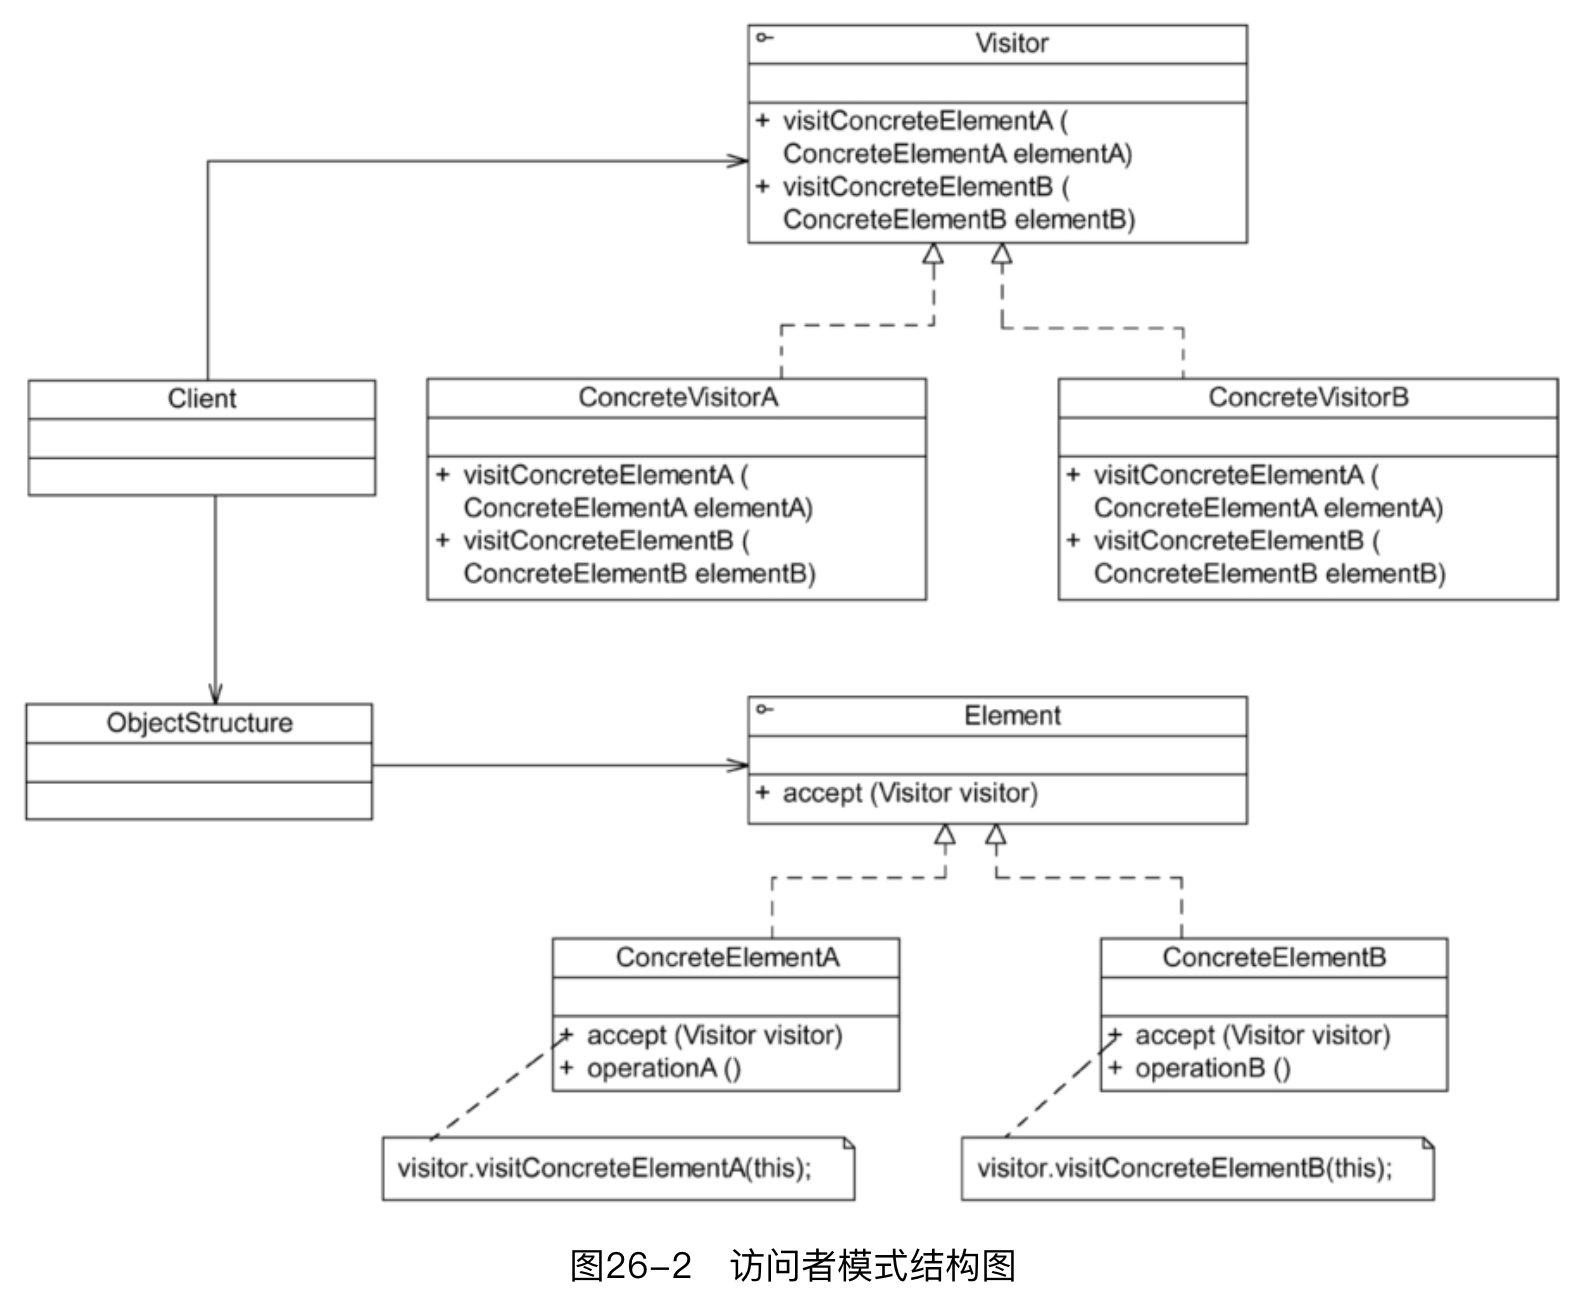 Visitor
+ visitConcreteElementA (
ConcreteElementA elementA)
+ visitConcreteElementB (
ConcreteElementB elementB)
Client
ConcreteVisitorA
+ visitConcreteElementA (
ConcreteElementA elementA)
+ visitConcreteElementB (
ConcreteElementB elementB)
ConcreteVisitorB
+ visitConcreteElementA (
ConcreteElementA elementA)
+ visitConcreteElementB (
ConcreteElementB elementB)
ObjectStructure
Element
+ accept (Visitor visitor)
ConcreteElementA
+ accept (Visitor visitor)
+ operationA ()
ConcreteElementB
+ accept (Visitor visitor)
+ operationB ()
visitor.visitConcreteElementA(this);
visitor.visitConcreteElementB(this);
图26-2 访问者模式结构图